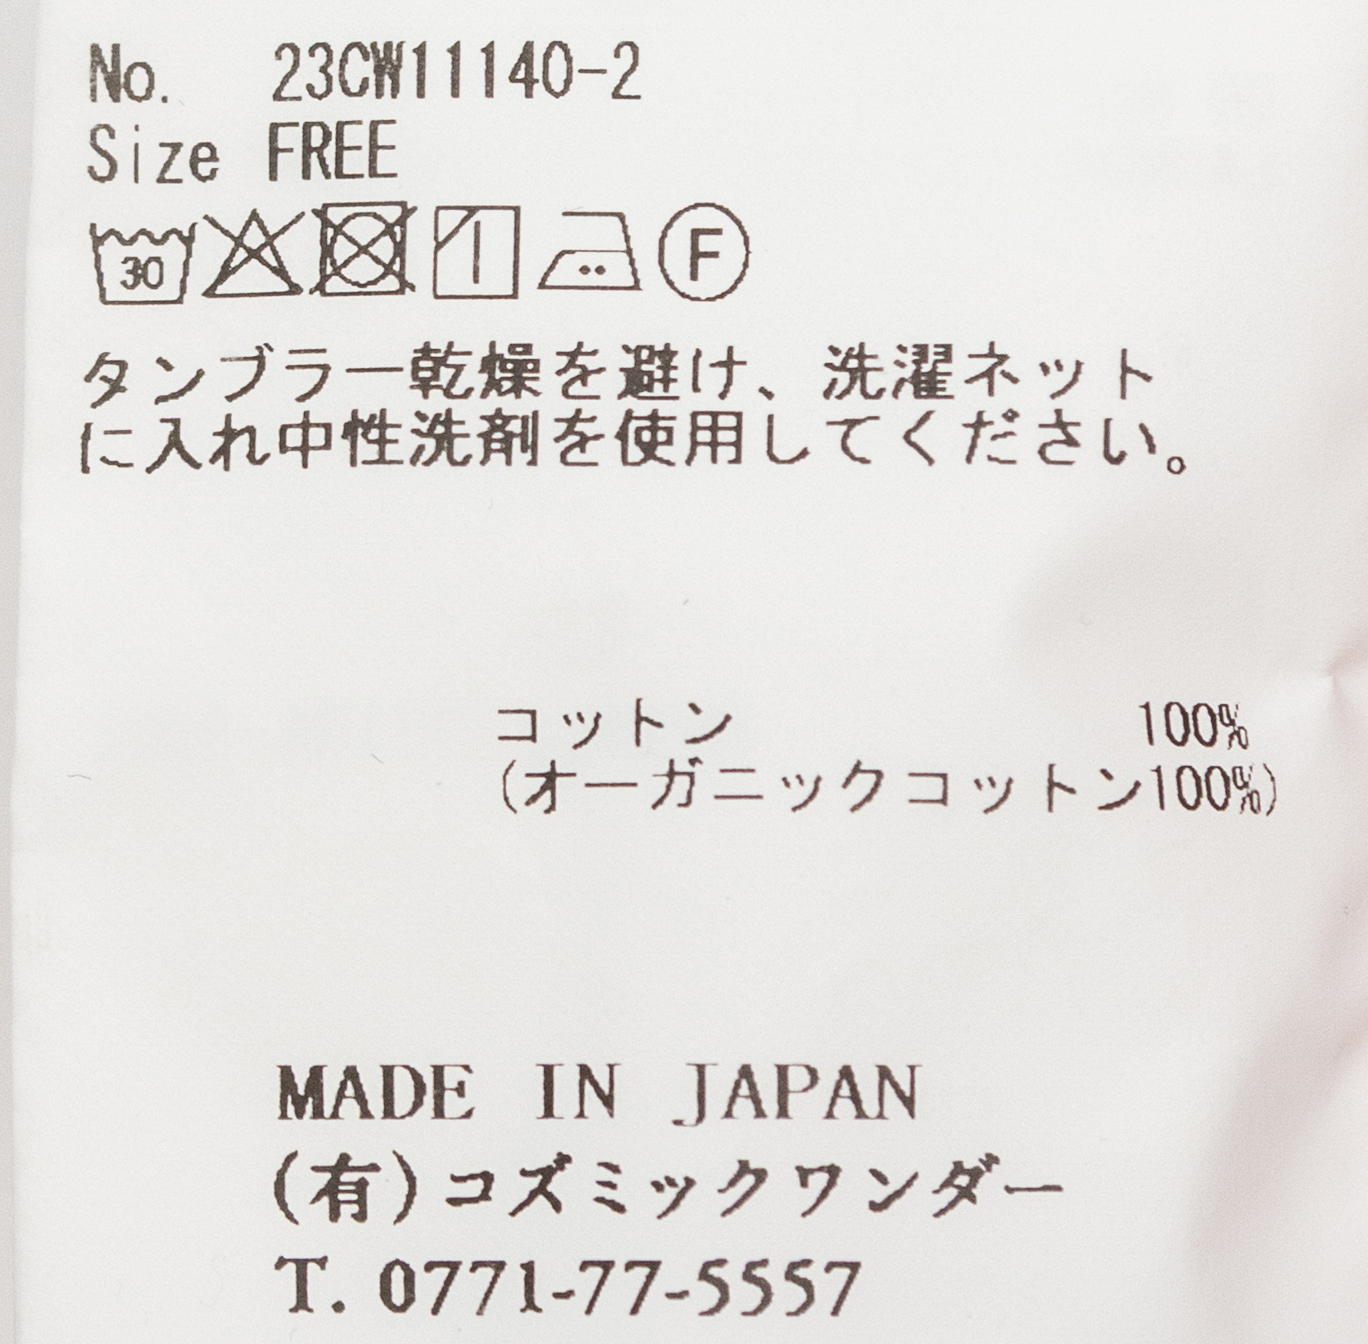 No. 23CW11140-2
Size FREE
30 F
タンブラー乾燥を避け、洗濯ネット
に入れ中性洗剤を使用してください。
コットン 100%
(オーガニックコットン100%)
MADE IN JAPAN
(有)コズミックワンダー
T. 0771-77-5557